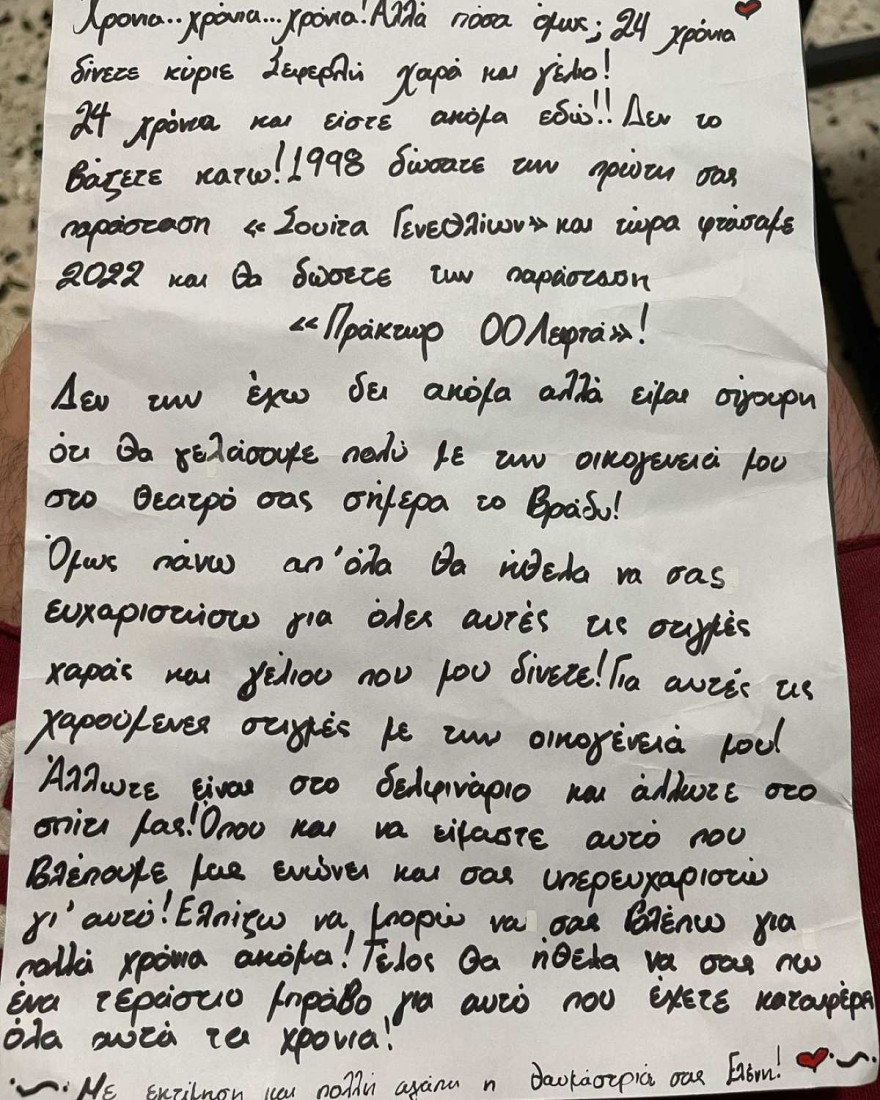 Χρόνια..χρόνια...χρόνια! Αλλά πόσα όμως; 24 χρόνια
δίνετε κύριε Σεφερλή χαρά και γέλιο!
24 χρόνια και είστε ακόμα εδώ!! Δεν το
βάζετε κατω! 1998 δώσατε την πρώτη σας
παράσταση «Σουίτα Γενεθλίων» και τώρα φτάσαμε
2022 και θα δώσετε την παράσταση
«Πράκτωρ 00Λεφτά»!
Δεν την έχω δει ακόμα αλλά είμαι σίγουρη
ότι θα γελάσουμε πολύ με την οικογενειά μου
στο θεατρό σας σήμερα το βράδυ!
Όμως πάνω απ'όλα θα ήθελα να σας
ευχαριστήσω για όλες αυτές τις στιγμές
χαράς και γέλιου που μου δίνετε! Για αυτές τις
χαρούμενες στιγμές με την οικογένειά μου!
Άλλωτε είναι στο δελφινάριο και άλλωτε στο
σπίτι μας! Όπου και να είμαστε αυτό που
βλέπουμε μας ενώνει και σας υπερευχαριστώ
γι'αυτό! Ελπίζω να μπορώ να σας βλέπω για
πολλά χρόνια ακόμα! Τέλος θα ήθελα να σας πω
ένα τεράστιο μπράβο για αυτό που έχετε καταφέρει
όλα αυτά τα χρονια!
Με εκτίμηση και πολλή αγάπη η θαυμάστριά σας Ελένη!